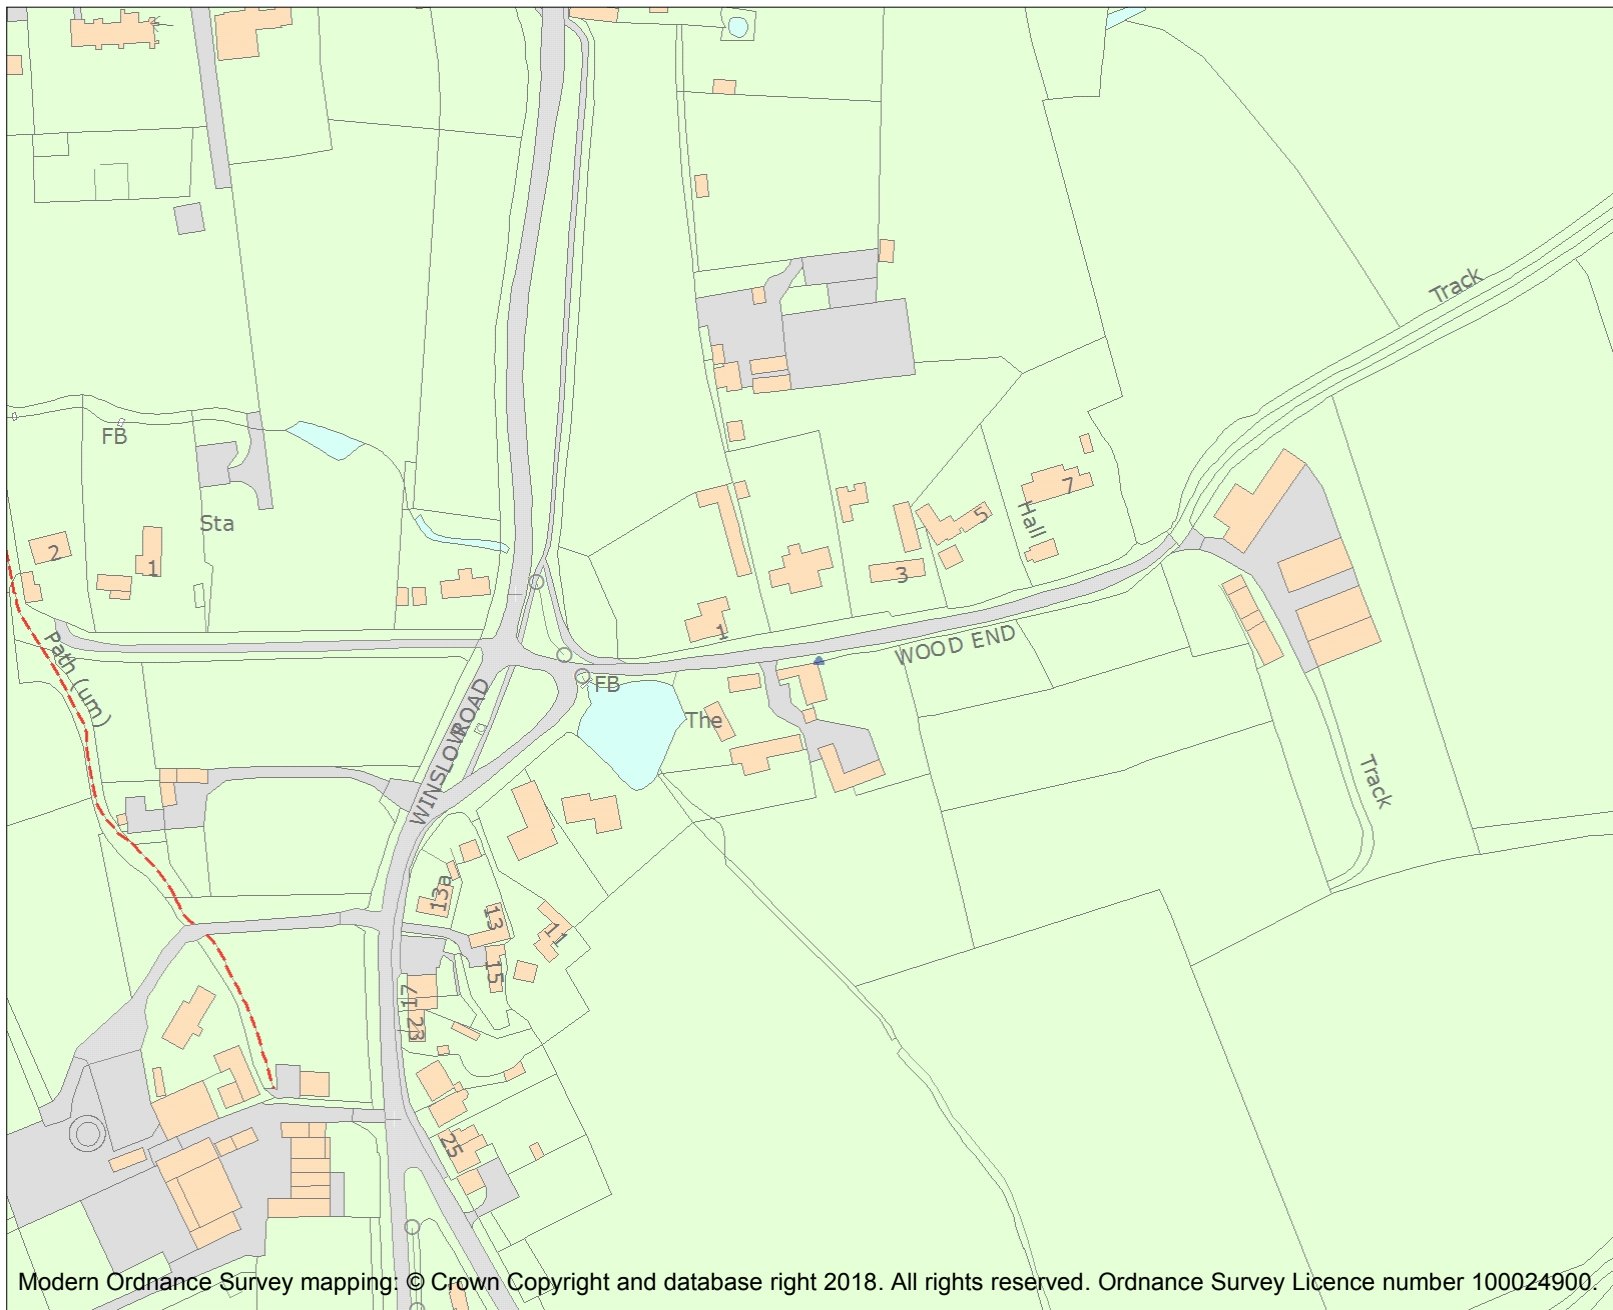 Track
FB
7
Hall
5
Sta
2
1
3
1
Path (um)
WOOD END
FB
The
WINSLOW ROAD
Track
13a
13
11
15
17
23
25
Modern Ordnance Survey mapping: © Crown Copyright and database right 2018. All rights reserved. Ordnance Survey Licence number 100024900.